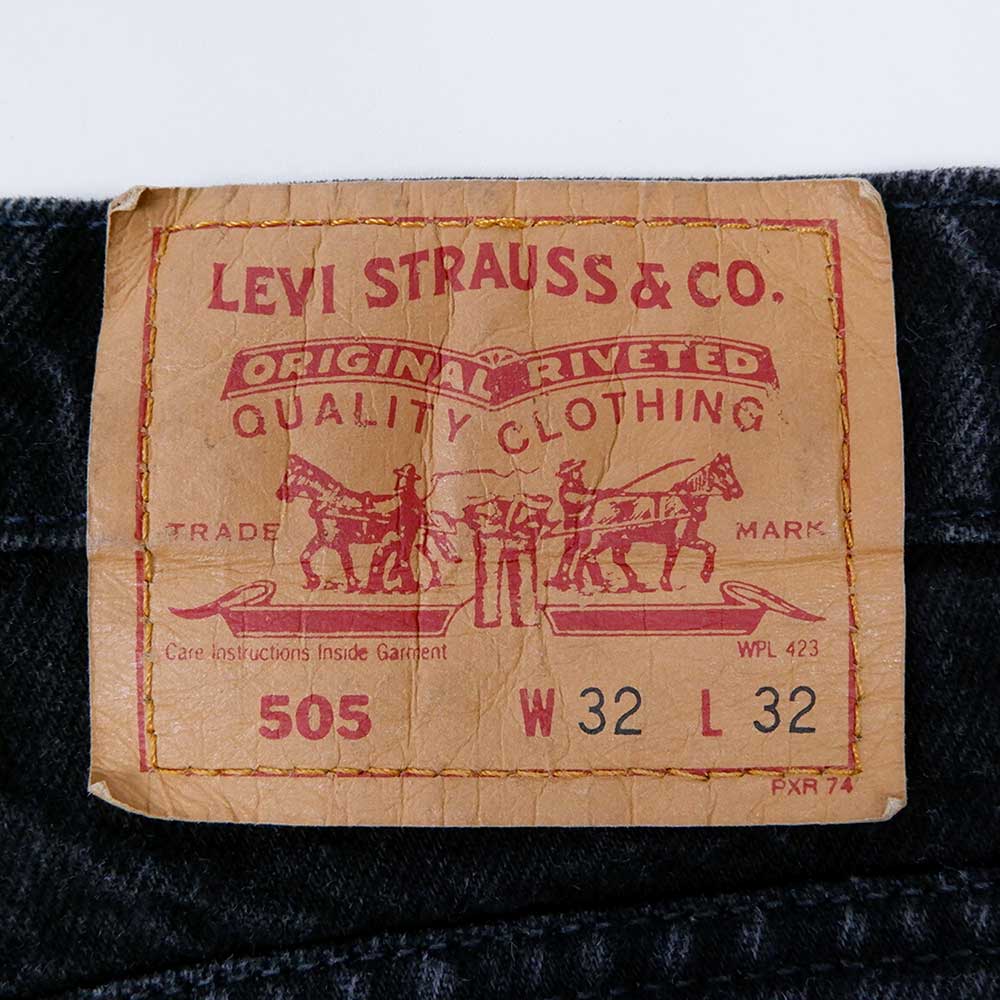 LEVI STRAUSS & CO.
ORIGINAL RIVETED
QUALITY CLOTHING
TRADE MARK
Care Instructions Inside Garment WPL 423
505 W 32 L 32
PXR 74